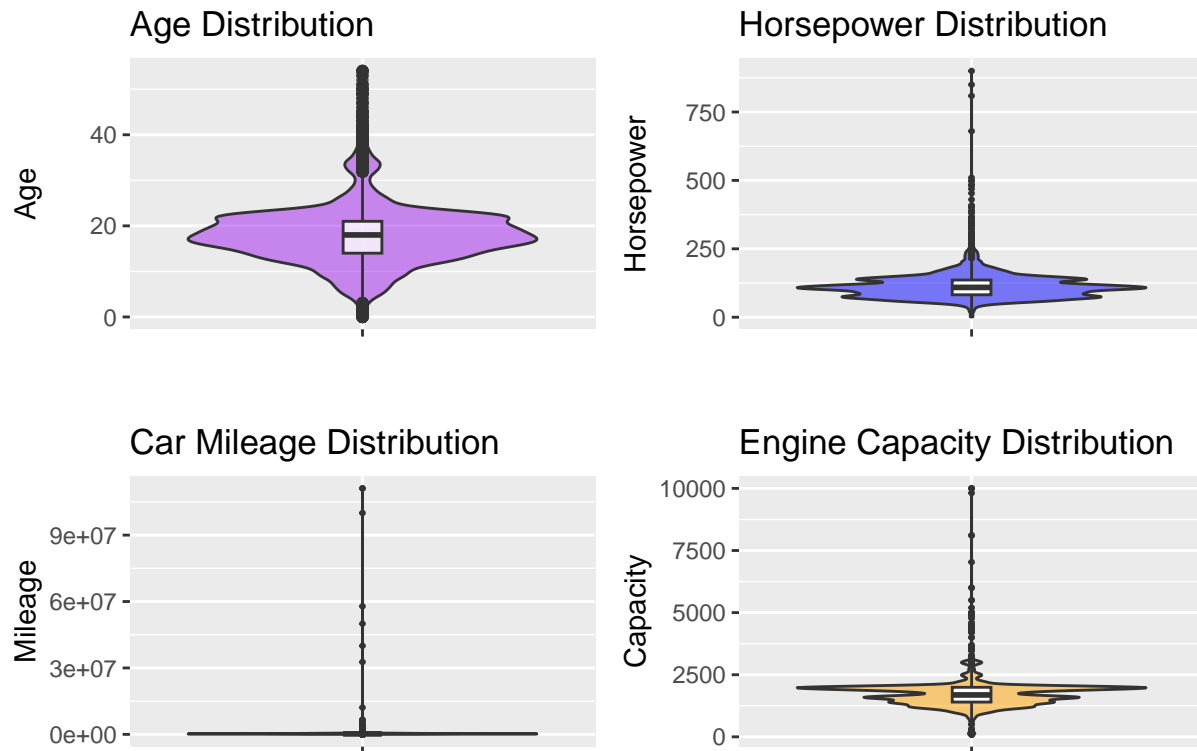 Age Distribution
Age
40
20
0
Horsepower Distribution
Horsepower
750
500
250
0
Car Mileage Distribution
Mileage
9e+07
6e+07
3e+07
0e+00
Engine Capacity Distribution
Capacity
10000
7500
5000
2500
0